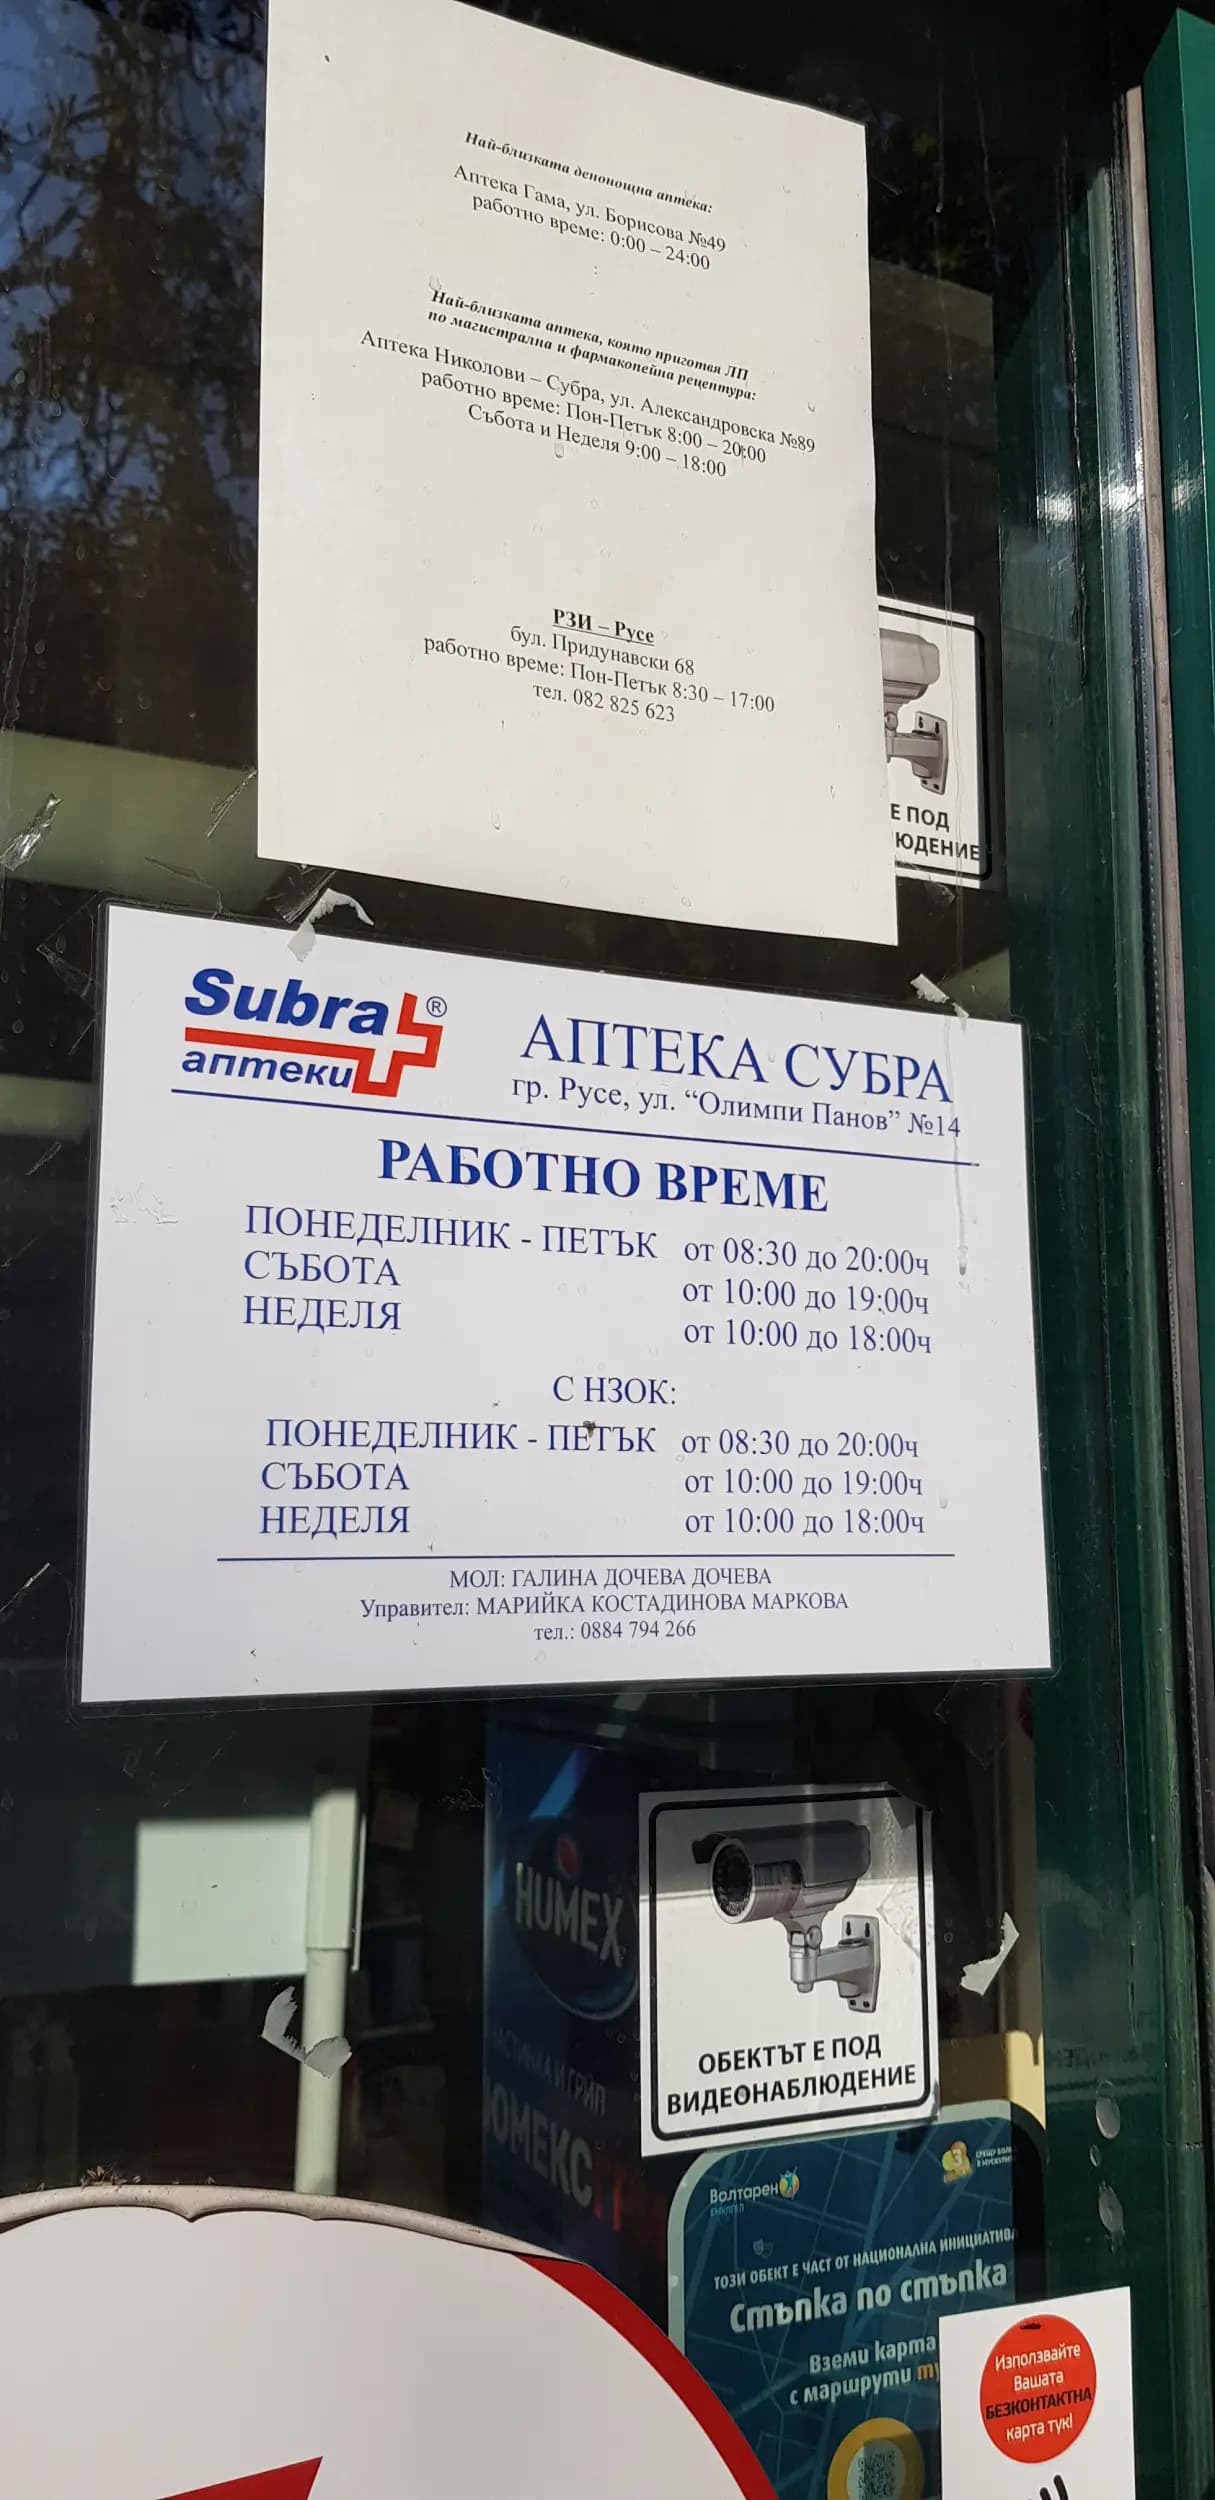 Най-близката денонощна аптека:
Аптека Гама, ул. Борисова №49
работно време: 0:00 – 24:00
:
Най-близката аптека, която приготвя ЛП
по магистрална и фармакопейна рецептура:
Аптека Николови – Субра, ул. Александровска №89
работно време: Пон-Петък 8:00 – 20:00
Събота и Неделя 9:00 – 18:00
РЗИ – Русе
бул. Придунавски 68
работно време: Пон-Петък 8:30 – 17:00
тел. 082 825 623
Е ПОД
ЮДЕНИЕ
Subra®
аптеки
АПТЕКА СУБРА
гр. Русе, ул. “Олимпи Панов” №14
РАБОТНО ВРЕМЕ
ПОНЕДЕЛНИК - ПЕТЪК от 08:30 до 20:00ч
СЪБОТА от 10:00 до 19:00ч
НЕДЕЛЯ от 10:00 до 18:00ч
С НЗОК:
ПОНЕДЕЛНИК - ПЕТЪК от 08:30 до 20:00ч
СЪБОТА от 10:00 до 19:00ч
НЕДЕЛЯ от 10:00 до 18:00ч
МОЛ: ГАЛИНА ДОЧЕВА ДОЧЕВА
Управител: МАРИЙКА КОСТАДИНОВА МАРКОВА
тел.: 0884 794 266
HUMEX
И ГРИП
ЮМЕКС
ОБЕКТЪТ Е ПОД
ВИДЕОНАБЛЮДЕНИЕ
Волтарен
ЕМУЛГЕЛ
3
СРЕЩУ БОЛК
ТОЗИ ОБЕКТ Е ЧАСТ ОТ НАЦИОНАЛНА ИНИЦИАТИВА
Стъпка по стъпка
Вземи карта
с маршрути
Използвайте
Вашата
БЕЗКОНТАКТНА
карта тук!